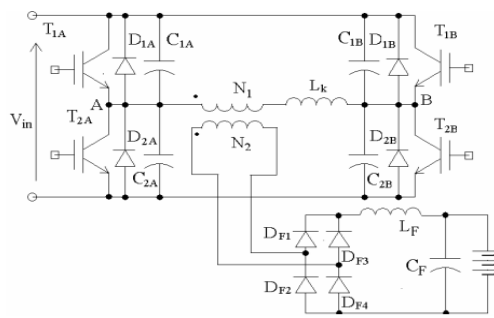 T1A
D1A
C1A
C1B
D1B
T1B
Vin
A
N1
Lk
B
T2A
D2A
C2A
N2
D2B
C2B
T2B
DF1
DF3
LF
CF
DF2
DF4